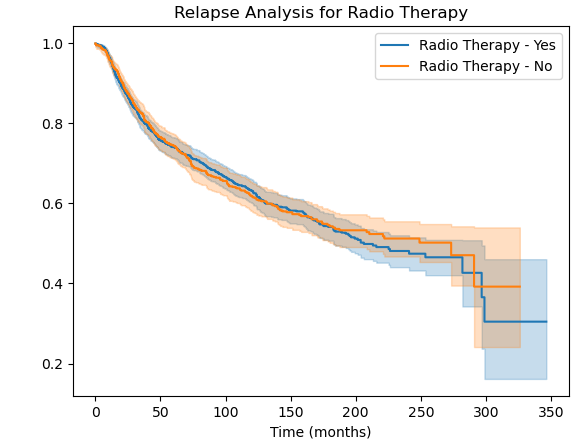 Relapse Analysis for Radio Therapy
Radio Therapy - Yes
Radio Therapy - No
1.0
0.8
0.6
0.4
0.2
0 50 100 150 200 250 300 350
Time (months)